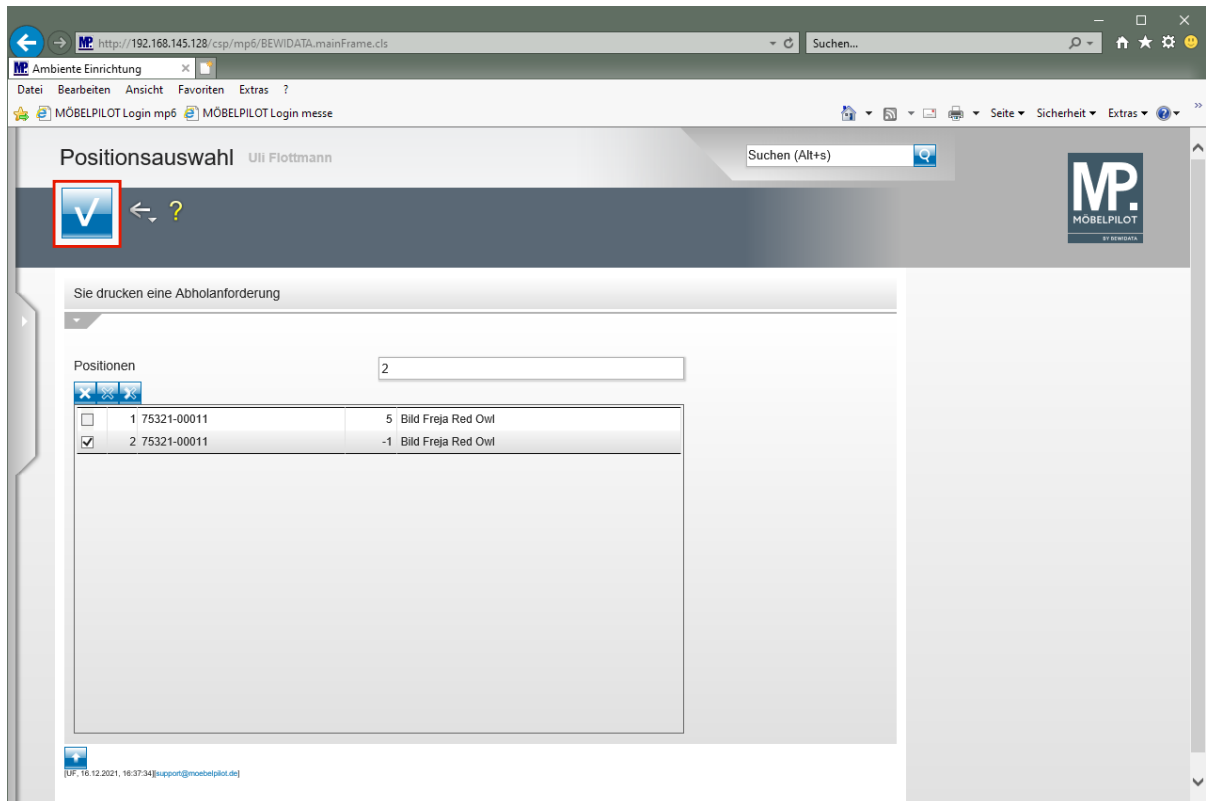 http://192.168.145.128/csp/mp6/BEWIDATA.mainFrame.cls
Suchen...
MP. Ambiente Einrichtung
Datei Bearbeiten Ansicht Favoriten Extras ?
MÖBELPILOT Login mp6 MÖBELPILOT Login messe
Seite Sicherheit Extras
Positionsauswahl Uli Flottmann
Suchen (Alt+s)
MP.
MÖBELPILOT
BY BEWIDATA
?
Sie drucken eine Abholanforderung
Positionen 2
1 75321-00011 5 Bild Freja Red Owl
2 75321-00011 -1 Bild Freja Red Owl
[UF, 16.12.2021, 16:37:34][support@moebelpilot.de]